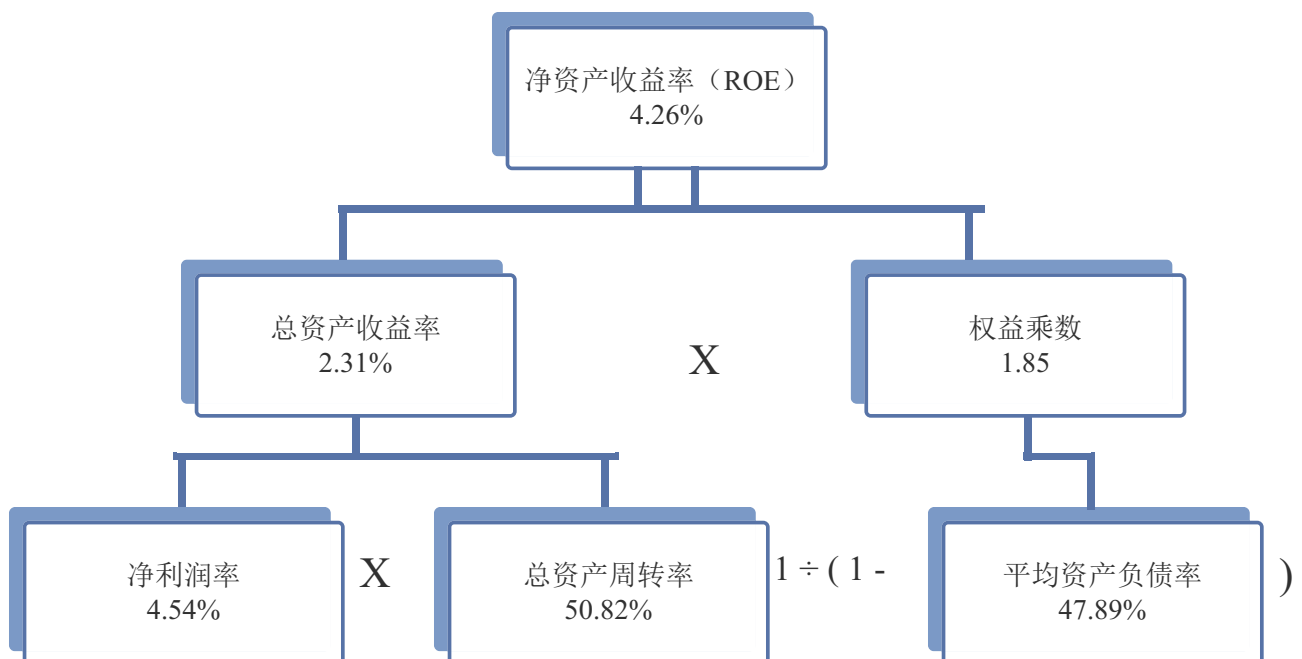 净资产收益率（ROE）
4.26%
总资产收益率
2.31%
X
权益乘数
1.85
净利润率
4.54%
X
总资产周转率
50.82%
1 ÷ ( 1 -
平均资产负债率
47.89%
)